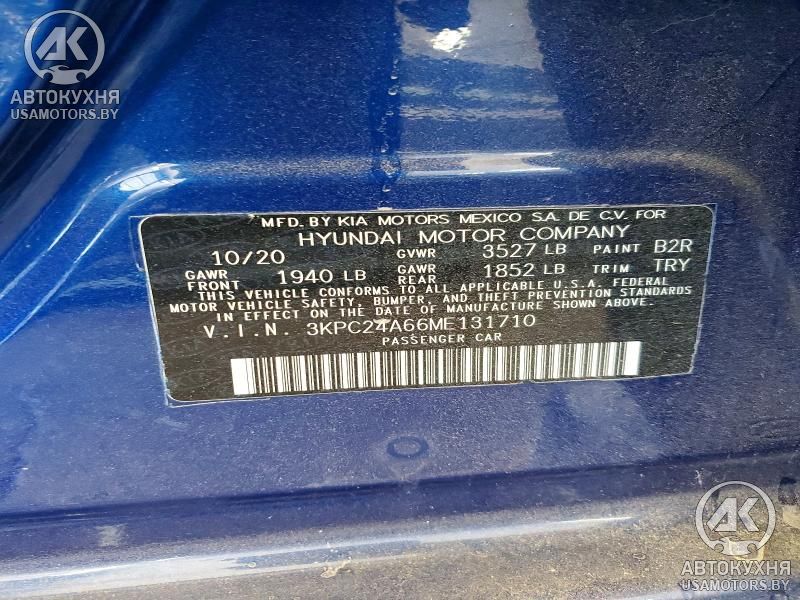 AK
АВТОКУХНЯ
USAMOTORS.BY
MFD. BY KIA MOTORS MEXICO S.A. DE C.V. FOR
HYUNDAI MOTOR COMPANY
10/20 GVWR 3527 LB PAINT B2R
GAWR FRONT 1940 LB GAWR REAR 1852 LB TRIM TRY
THIS VEHICLE CONFORMS TO ALL APPLICABLE U.S. FEDERAL
MOTOR VEHICLE SAFETY, BUMPER, AND THEFT PREVENTION STANDARDS
IN EFFECT ON THE DATE OF MANUFACTURE SHOWN ABOVE.
V.I.N. 3KPC24A66ME131710
PASSENGER CAR
AK
АВТОКУХНЯ
USAMOTORS.BY